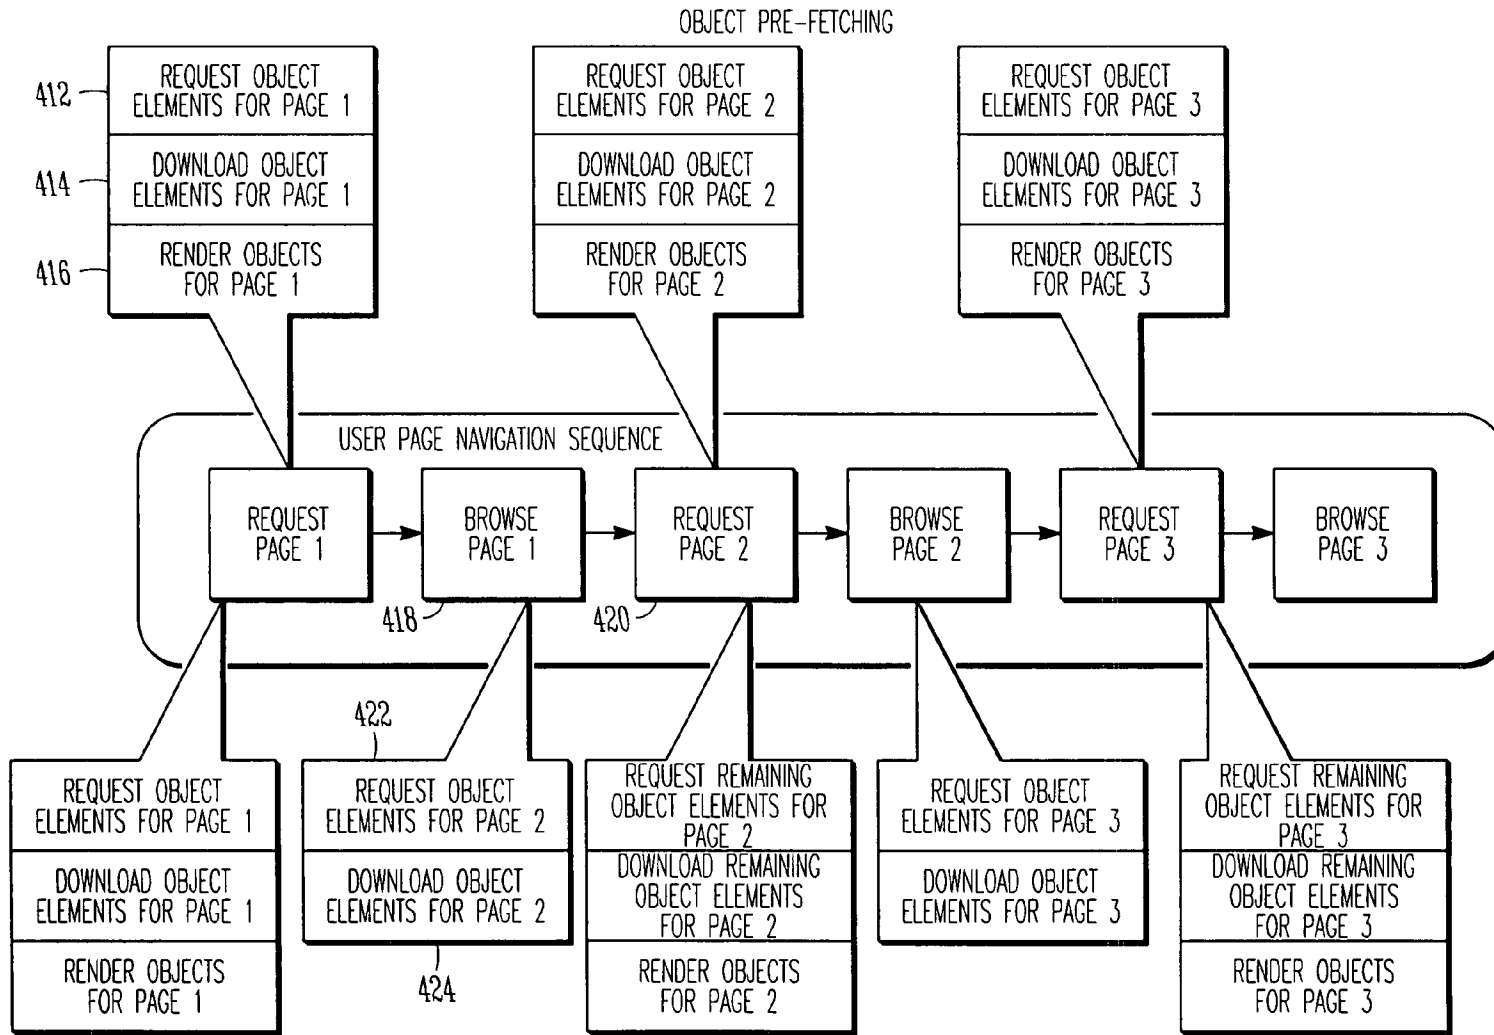 OBJECT PRE-FETCHING
412
REQUEST OBJECT
ELEMENTS FOR PAGE 1
414
DOWNLOAD OBJECT
ELEMENTS FOR PAGE 1
416
RENDER OBJECTS
FOR PAGE 1
REQUEST OBJECT
ELEMENTS FOR PAGE 2
DOWNLOAD OBJECT
ELEMENTS FOR PAGE 2
RENDER OBJECTS
FOR PAGE 2
REQUEST OBJECT
ELEMENTS FOR PAGE 3
DOWNLOAD OBJECT
ELEMENTS FOR PAGE 3
RENDER OBJECTS
FOR PAGE 3
USER PAGE NAVIGATION SEQUENCE
REQUEST
PAGE 1
BROWSE
PAGE 1
REQUEST
PAGE 2
BROWSE
PAGE 2
REQUEST
PAGE 3
BROWSE
PAGE 3
418
420
422
REQUEST OBJECT
ELEMENTS FOR PAGE 1
DOWNLOAD OBJECT
ELEMENTS FOR PAGE 1
RENDER OBJECTS
FOR PAGE 1
REQUEST OBJECT
ELEMENTS FOR PAGE 2
DOWNLOAD OBJECT
ELEMENTS FOR PAGE 2
424
REQUEST REMAINING
OBJECT ELEMENTS FOR
PAGE 2
DOWNLOAD REMAINING
OBJECT ELEMENTS
FOR PAGE 2
RENDER OBJECTS
FOR PAGE 2
REQUEST OBJECT
ELEMENTS FOR PAGE 3
DOWNLOAD OBJECT
ELEMENTS FOR PAGE 3
REQUEST REMAINING
OBJECT ELEMENTS FOR
PAGE 3
DOWNLOAD REMAINING
OBJECT ELEMENTS
FOR PAGE 3
RENDER OBJECTS
FOR PAGE 3